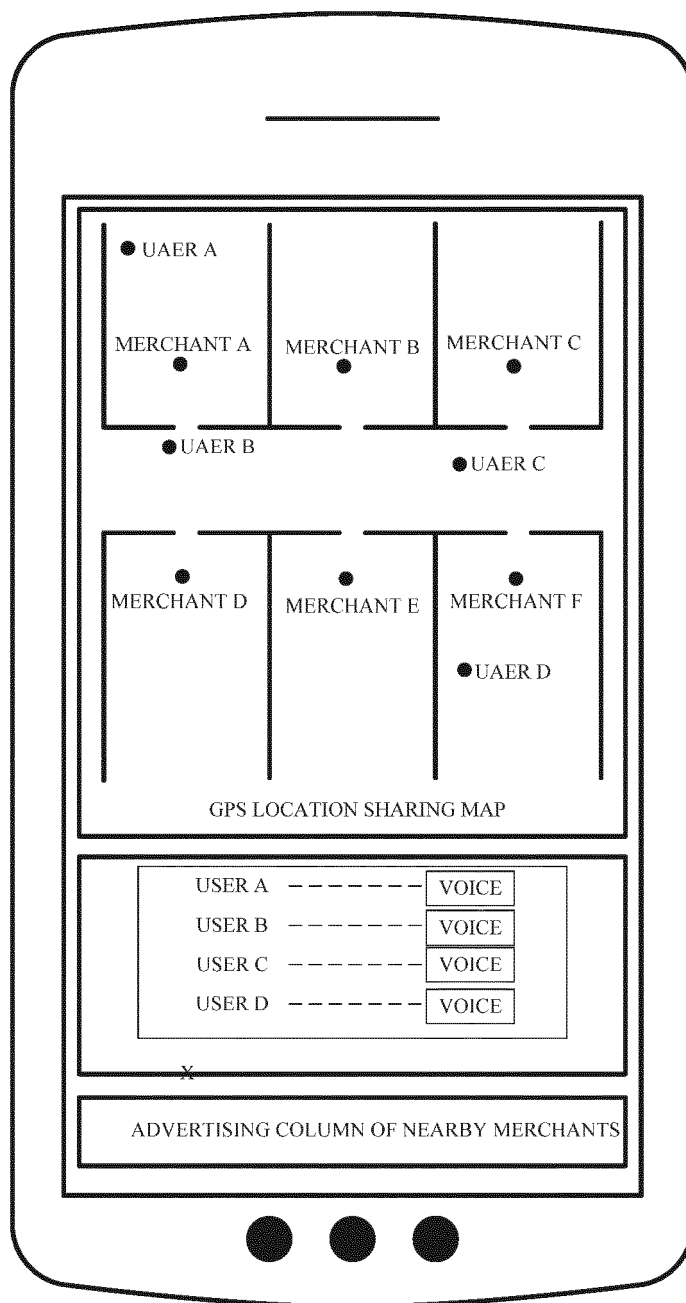 UAER A
MERCHANT A
MERCHANT B
MERCHANT C
UAER B
UAER C
MERCHANT D
MERCHANT E
MERCHANT F
UAER D
GPS LOCATION SHARING MAP
USER A VOICE
USER B VOICE
USER C VOICE
USER D VOICE
X
ADVERTISING COLUMN OF NEARBY MERCHANTS